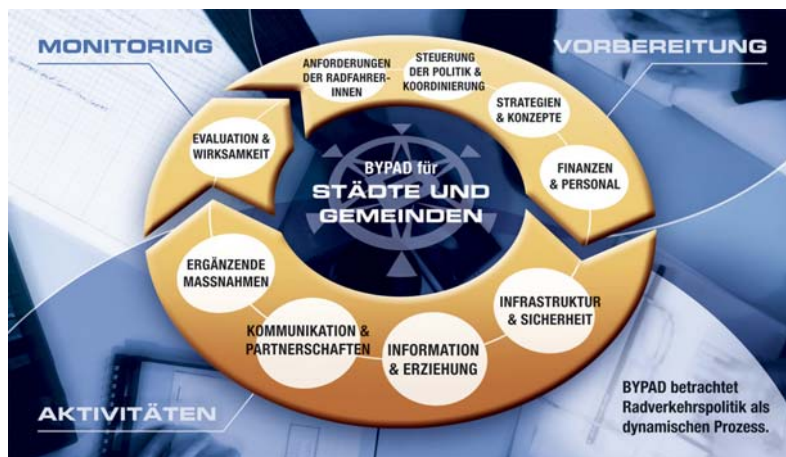 MONITORING
VORBEREITUNG
ANFORDERUNGEN
DER RADFAHRER-
INNEN
STEUERUNG
DER POLITIK &
KOORDINIERUNG
STRATEGIEN
& KONZEPTE
FINANZEN
& PERSONAL
EVALUATION &
WIRKSAMKEIT
BYPAD für
STÄDTE UND
GEMEINDEN
INFRASTRUKTUR
& SICHERHEIT
INFORMATION
& ERZIEHUNG
KOMMUNIKATION &
PARTNERSCHAFTEN
ERGÄNZENDE
MASSNAHMEN
AKTIVITÄTEN
BYPAD betrachtet
Radverkehrspolitik als
dynamischen Prozess.